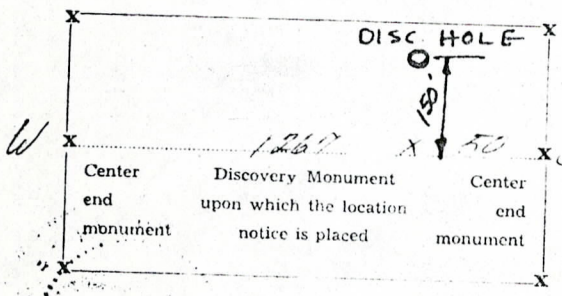 X X
DISC. HOLE
150'
W X 1267 X 50 X
Center Discovery Monument Center
end upon which the location end
monument notice is placed monument
X X